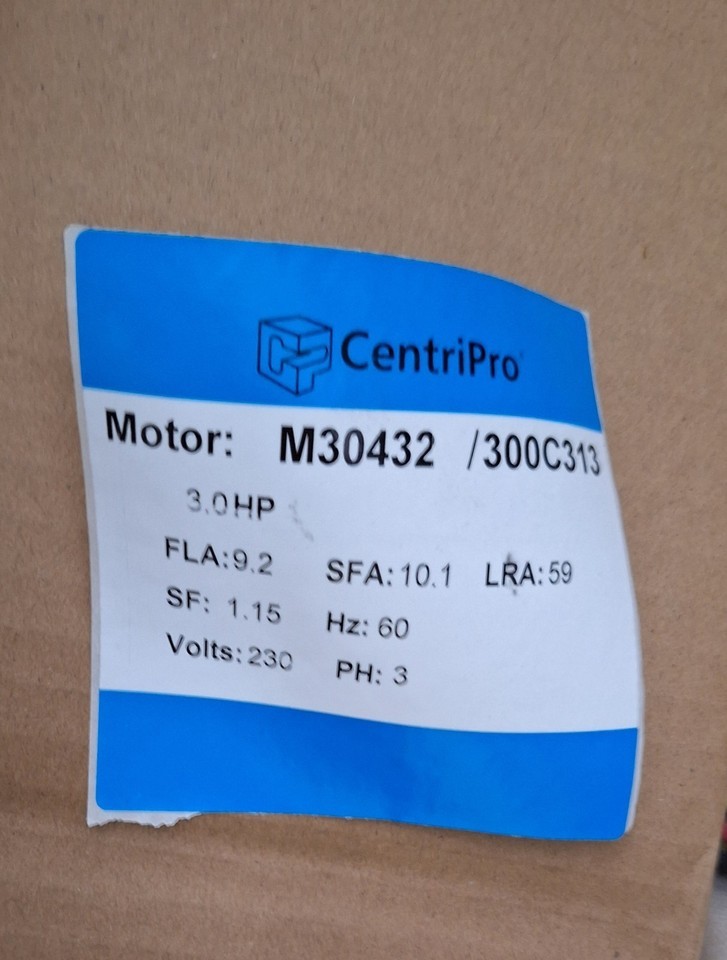 CentriPro
Motor: M30432 /300C313
3.0HP
FLA:9.2 SFA:10.1 LRA:59
SF: 1.15 Hz: 60
Volts:230 PH: 3